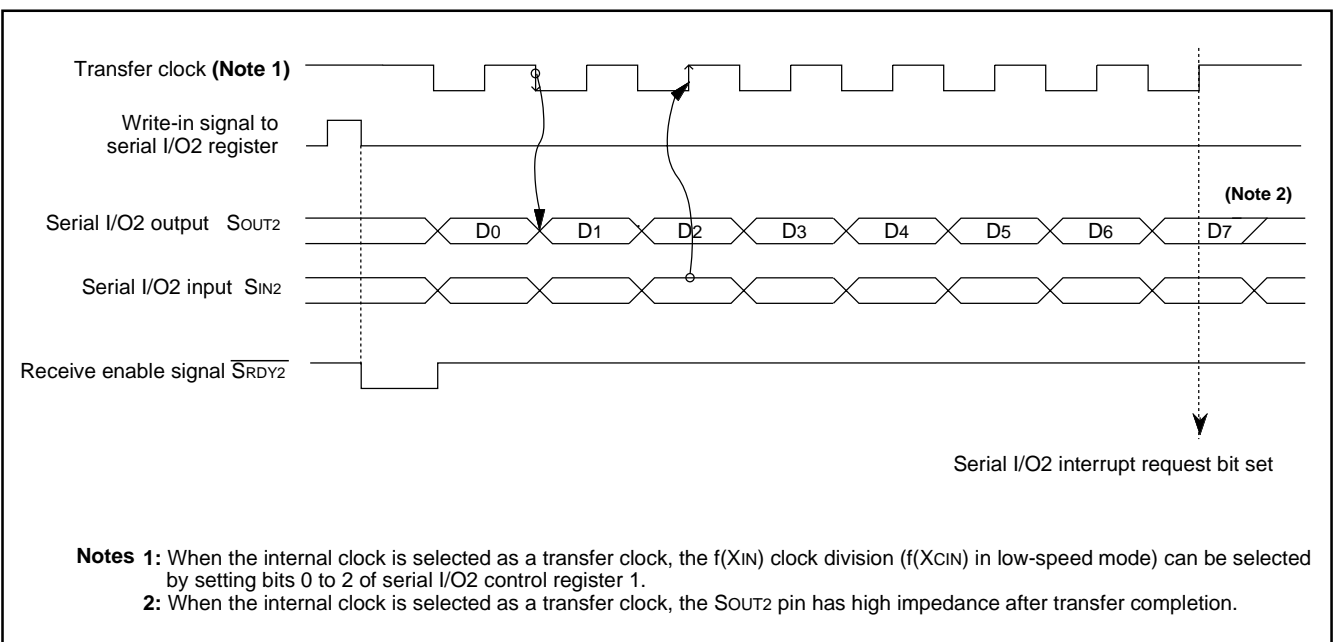 Transfer clock (Note 1)
Write-in signal to
serial I/O2 register
(Note 2)
Serial I/O2 output SOUT2
D0 D1 D2 D3 D4 D5 D6 D7
Serial I/O2 input SIN2
Receive enable signal SRDY2
Serial I/O2 interrupt request bit set
Notes 1: When the internal clock is selected as a transfer clock, the f(XIN) clock division (f(XCIN) in low-speed mode) can be selected
by setting bits 0 to 2 of serial I/O2 control register 1.
2: When the internal clock is selected as a transfer clock, the SOUT2 pin has high impedance after transfer completion.